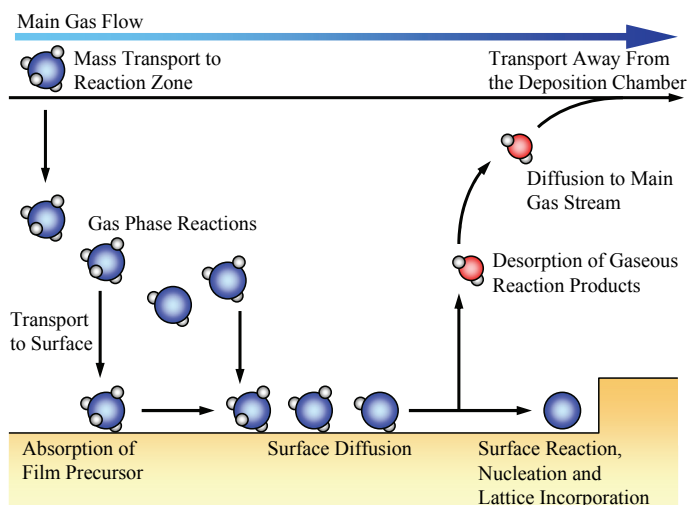 Main Gas Flow
Mass Transport to
Reaction Zone
Transport Away From
the Deposition Chamber
Diffusion to Main
Gas Stream
Gas Phase Reactions
Desorption of Gaseous
Reaction Products
Transport
to Surface
Absorption of
Film Precursor
Surface Diffusion
Surface Reaction,
Nucleation and
Lattice Incorporation